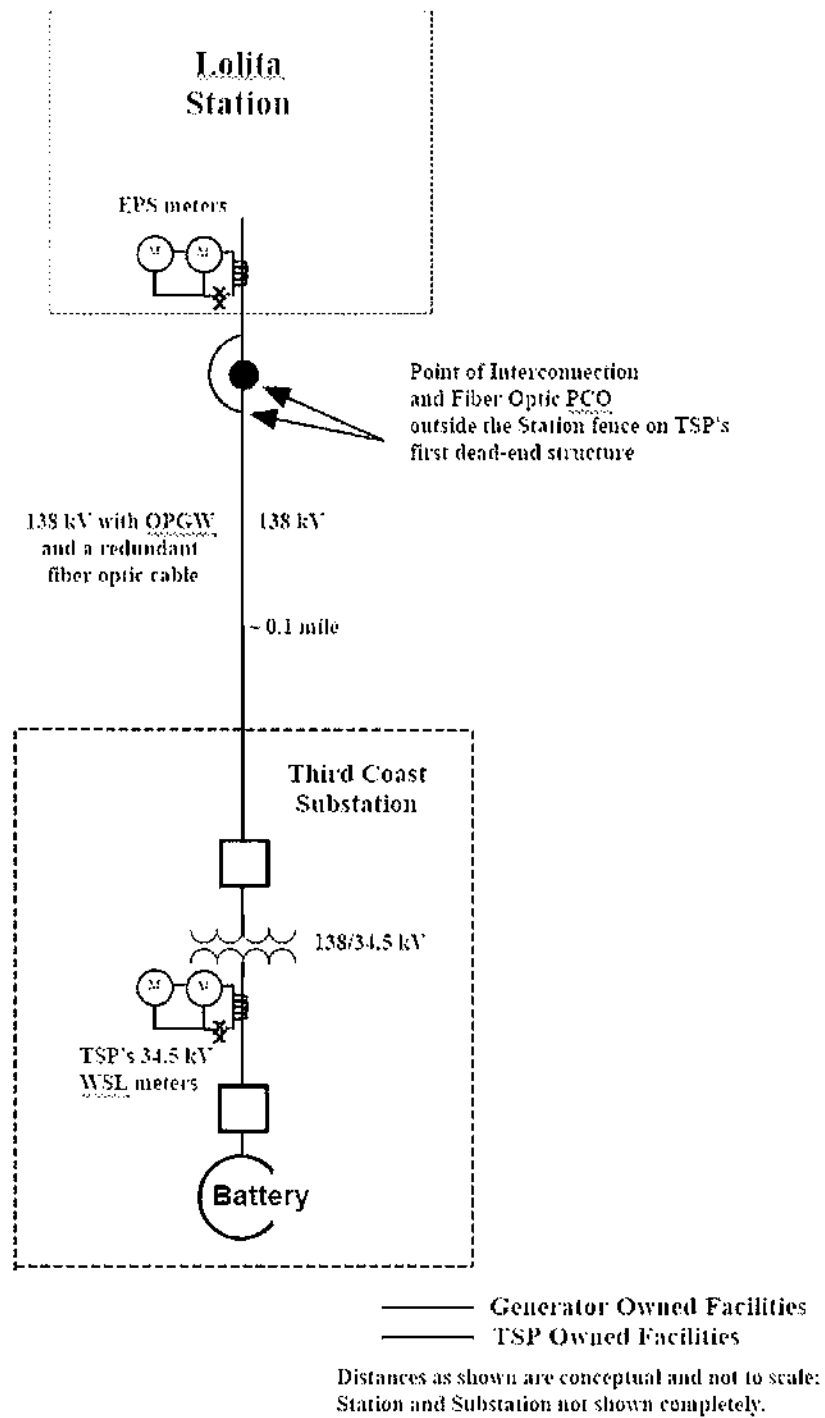 Lolita
Station
EPS meters
M M
Point of Interconnection
and Fiber Optic PCO
outside the Station fence on TSP's
first dead-end structure
138 kV with OPGW
and a redundant
fiber optic cable
138 kV
~ 0.1 mile
Third Coast
Substation
138/34.5 kV
M M
TSP's 34.5 kV
WSL meters
Battery
Generator Owned Facilities
TSP Owned Facilities
Distances as shown are conceptual and not to scale;
Station and Substation not shown completely.